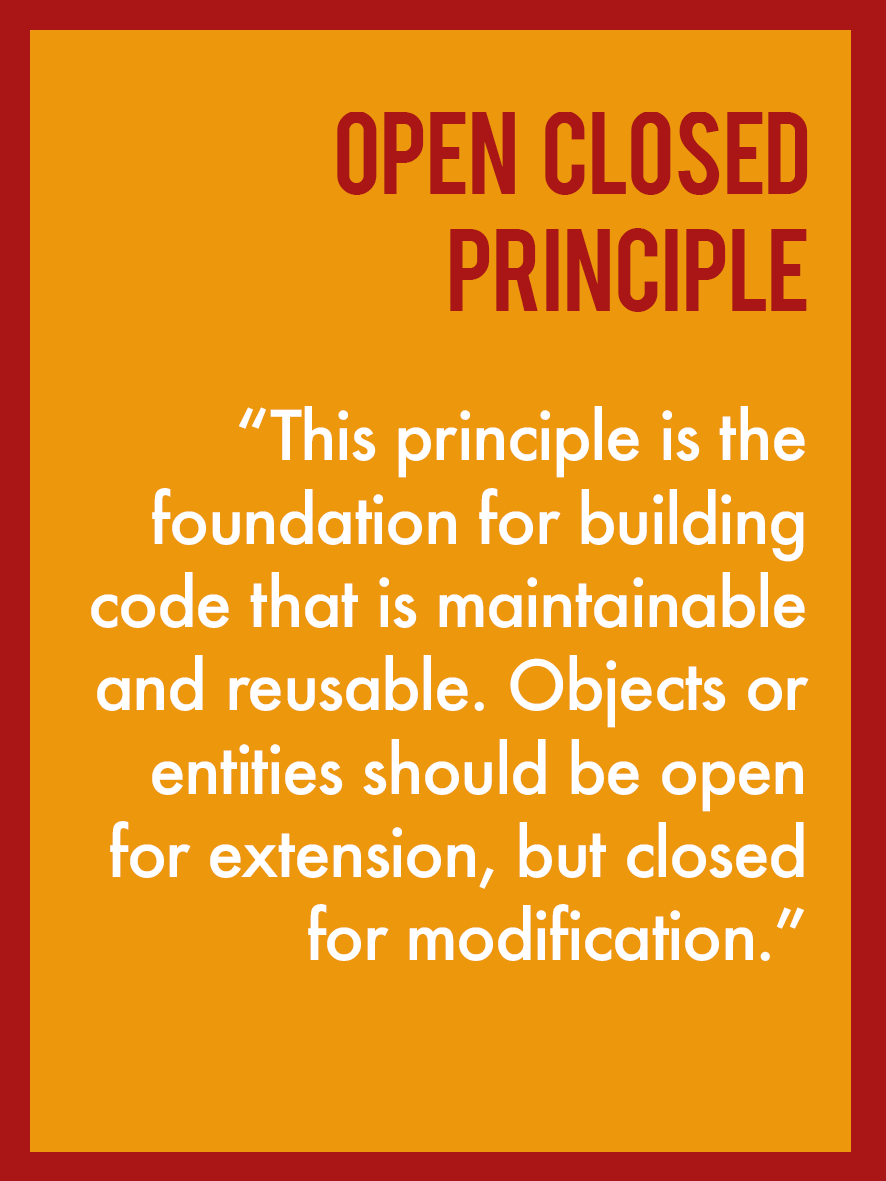 OPEN CLOSED
PRINCIPLE
“This principle is the
foundation for building
code that is maintainable
and reusable. Objects or
entities should be open
for extension, but closed
for modification.”